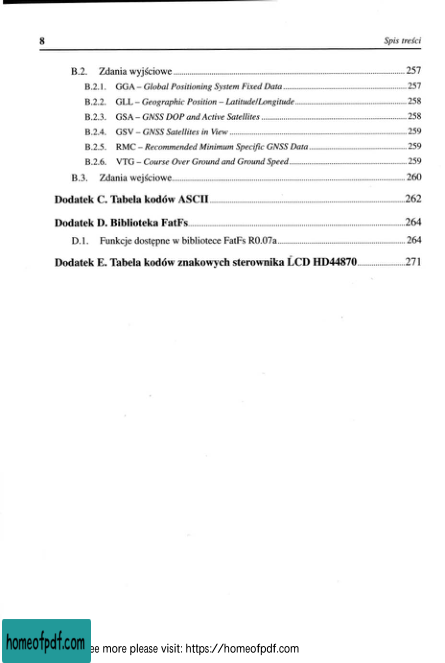 8 Spis treści
B.2. Zdania wyjściowe 257
B.2.1. GGA – Global Positioning System Fixed Data 257
B.2.2. GLL – Geographic Position – Latitude/Longitude 258
B.2.3. GSA – GNSS DOP and Active Satellites 258
B.2.4. GSV – GNSS Satellites in View 259
B.2.5. RMC – Recommended Minimum Specific GNSS Data 259
B.2.6. VTG – Course Over Ground and Ground Speed 259
B.3. Zdania wejściowe 260
Dodatek C. Tabela kodów ASCII 262
Dodatek D. Biblioteka FatFs 264
D.1. Funkcje dostępne w bibliotece FatFs R0.07a 264
Dodatek E. Tabela kodów znakowych sterownika LCD HD44870 271
homeofpdf.com
ee more please visit: https://homeofpdf.com